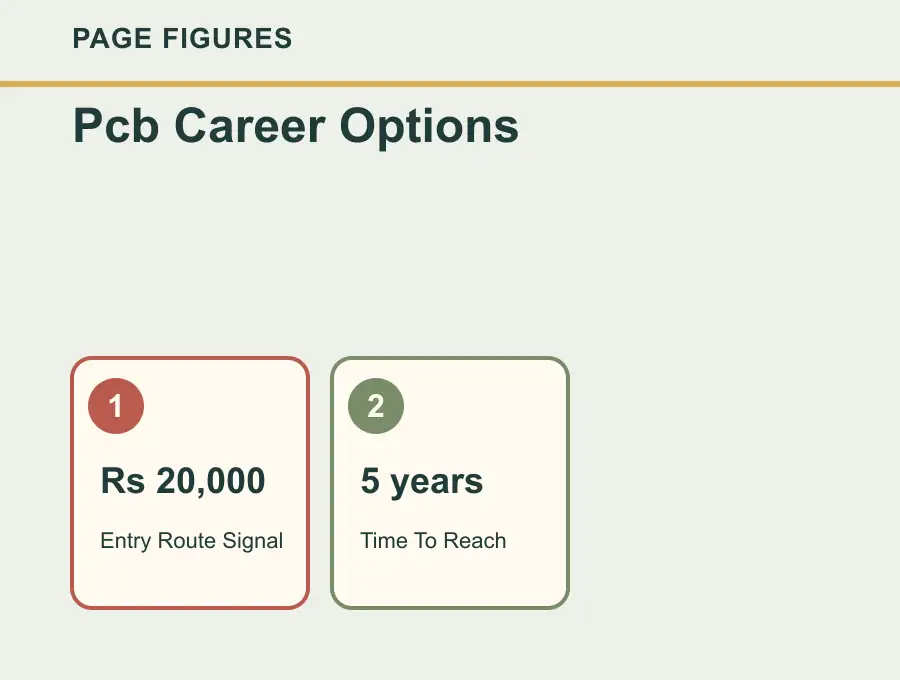 PAGE FIGURES
Pcb Career Options
1
Rs 20,000
Entry Route Signal
2
5 years
Time To Reach